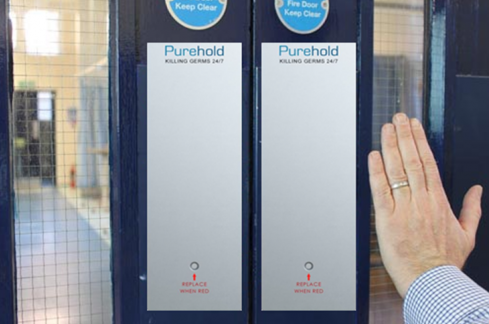 Keep Clear
Fire Door
Keep Clear
Purehold
KILLING GERMS 24/7
Purehold
KILLING GERMS 24/7
REPLACE
WHEN RED
REPLACE
WHEN RED